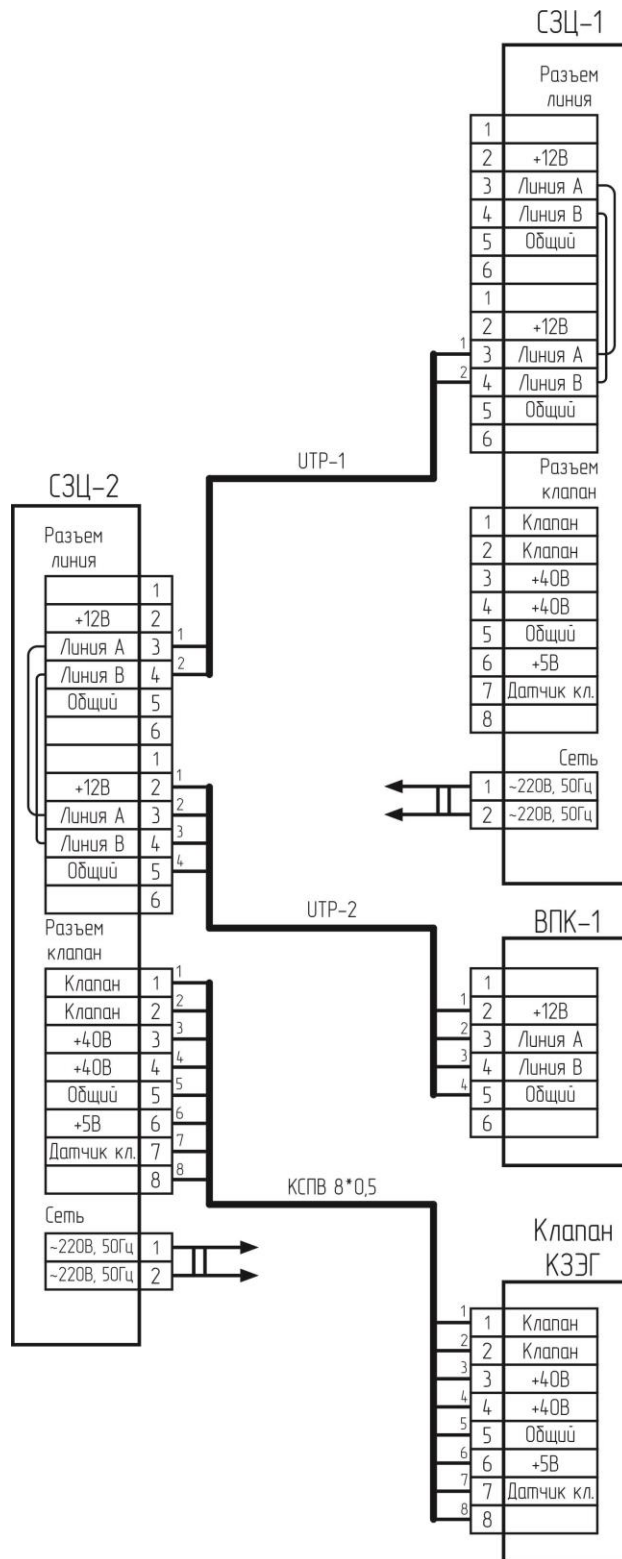 СЗЦ-1
Разъем
линия
1
2 +12В
3 Линия А
4 Линия В
5 Общий
6
1
2 +12В
1 3 Линия А
2 4 Линия В
5 Общий
6
UTP-1
Разъем
клапан
1 Клапан
2 Клапан
3 +40В
4 +40В
5 Общий
6 +5В
7 Датчик кл.
8
Сеть
1 ~220В, 50Гц
2 ~220В, 50Гц
СЗЦ-2
Разъем
линия
1
+12В 2
Линия А 3 1
Линия В 4 2
Общий 5
6
1
+12В 2 1
Линия А 3 2
Линия В 4 3
Общий 5 4
6
UTP-2
Разъем
клапан
Клапан 1 1
Клапан 2 2
+40В 3 3
+40В 4 4
Общий 5 5
+5В 6 6
Датчик кл. 7 7
8 8
КСПВ 8*0,5
Сеть
~220В, 50Гц 1
~220В, 50Гц 2
ВПК-1
1
1 2 +12В
2 3 Линия А
3 4 Линия В
4 5 Общий
6
Клапан
КЗЭГ
1 1 Клапан
2 2 Клапан
3 3 +40В
4 4 +40В
5 5 Общий
6 6 +5В
7 7 Датчик кл.
8 8